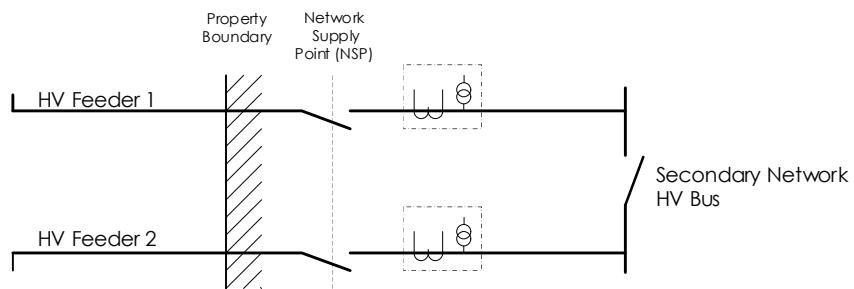 Property
Boundary
Network
Supply
Point (NSP)
HV Feeder 1
Secondary Network
HV Bus
HV Feeder 2